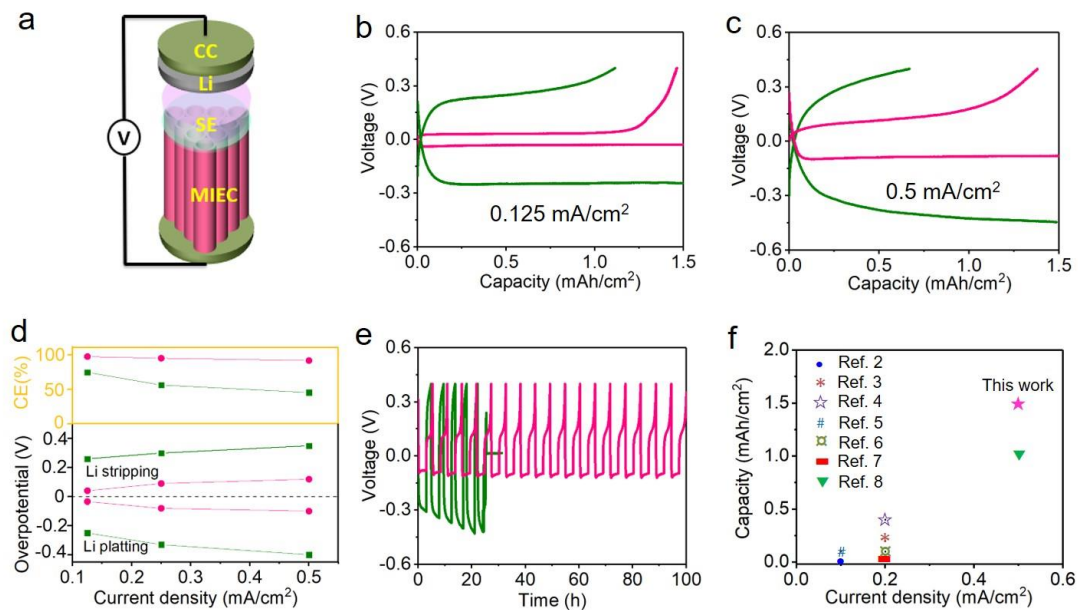 a
CC
Li
SE
MIEC
V
b
Voltage (V)
0.6
0.3
0.0
-0.3
-0.6
0.125 mA/cm²
0.0 0.5 1.0 1.5
Capacity (mAh/cm²)
c
Voltage (V)
0.6
0.3
0.0
-0.3
-0.6
0.5 mA/cm²
0.0 0.5 1.0 1.5
Capacity (mAh/cm²)
d
CE(%)
100
50
0
Overpotential (V)
0.4
0.2
0
-0.2
-0.4
Li stripping
Li platting
0.1 0.2 0.3 0.4 0.5
Current density (mA/cm²)
e
Voltage (V)
0.6
0.3
0.0
-0.3
-0.6
0 20 40 60 80 100
Time (h)
f
Capacity (mAh/cm²)
2.0
1.5
1.0
0.5
0.0
Ref. 2
Ref. 3
Ref. 4
# Ref. 5
Ref. 6
Ref. 7
Ref. 8
This work
#
0.0 0.2 0.4 0.6
Current density (mA/cm²)